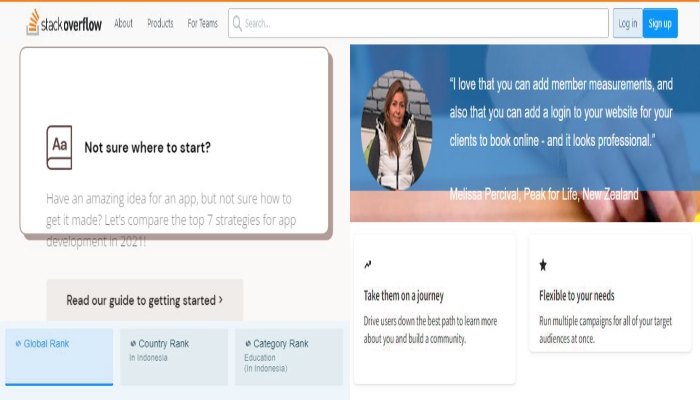 stackoverflow About Products For Teams Search... Log in Sign up
Aa Not sure where to start?
Have an amazing idea for an app, but not sure how to
get it made? Let's compare the top 7 strategies for app
development in 2021!
Read our guide to getting started ›
Global Rank
Country Rank
In Indonesia
Category Rank
Education
(In Indonesia)
“I love that you can add member measurements, and
also that you can add a login to your website for your
clients to book online - and it looks professional.”
Melissa Percival, Peak for Life, New Zealand
Take them on a journey
Drive users down the best path to learn more
about you and build a community.
Flexible to your needs
Run multiple campaigns for all of your target
audiences at once.